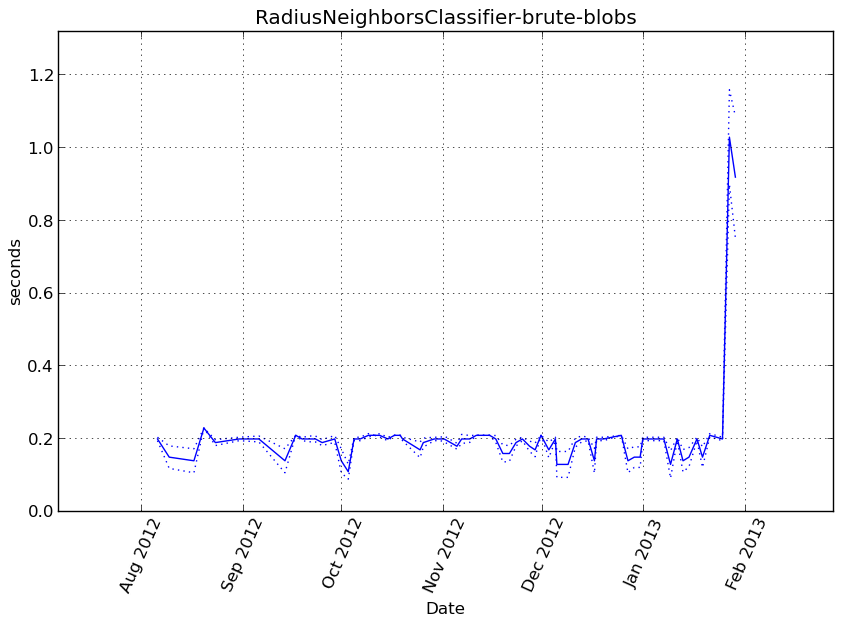 RadiusNeighborsClassifier-brute-blobs
1.2
1.0
0.8
0.6
0.4
0.2
0.0
seconds
Aug 2012
Sep 2012
Oct 2012
Nov 2012
Dec 2012
Jan 2013
Feb 2013
Date